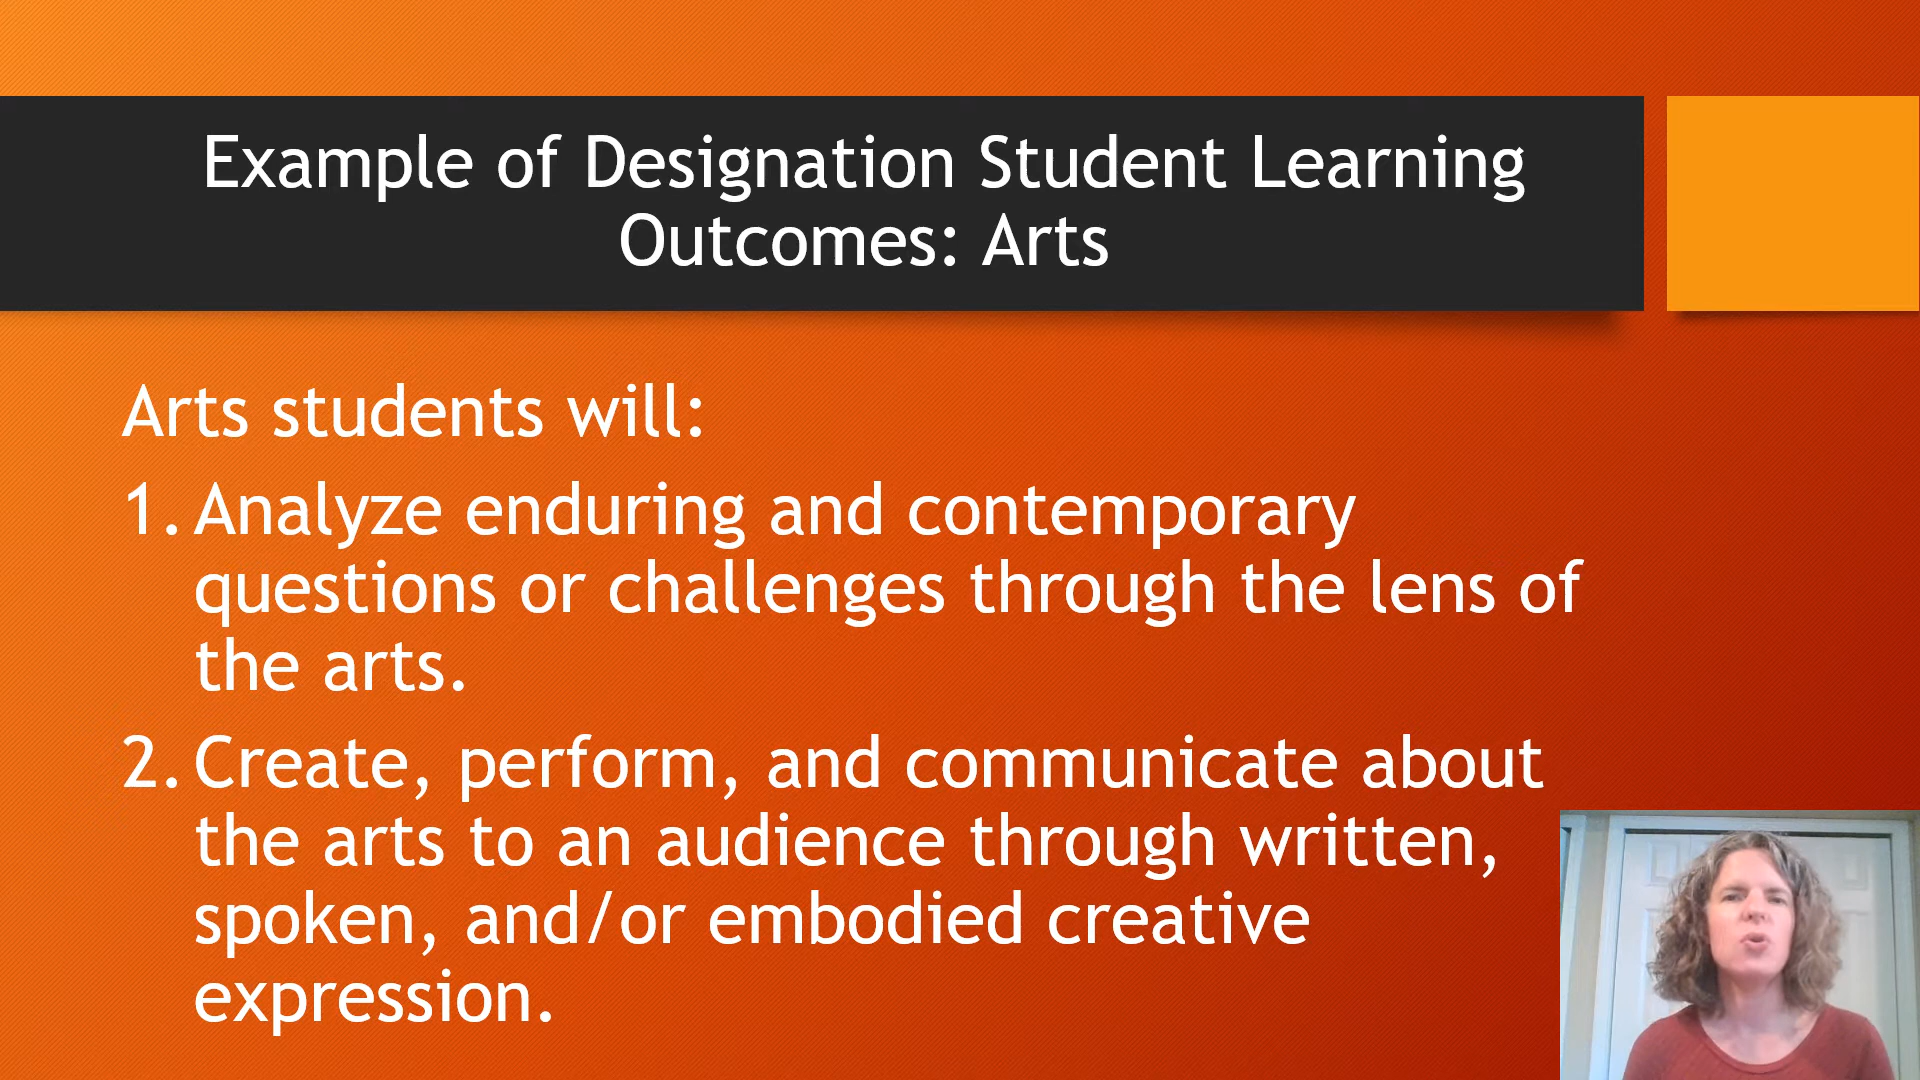 Example of Designation Student Learning
Outcomes: Arts
Arts students will:
1. Analyze enduring and contemporary
questions or challenges through the lens of
the arts.
2. Create, perform, and communicate about
the arts to an audience through written,
spoken, and/or embodied creative
expression.